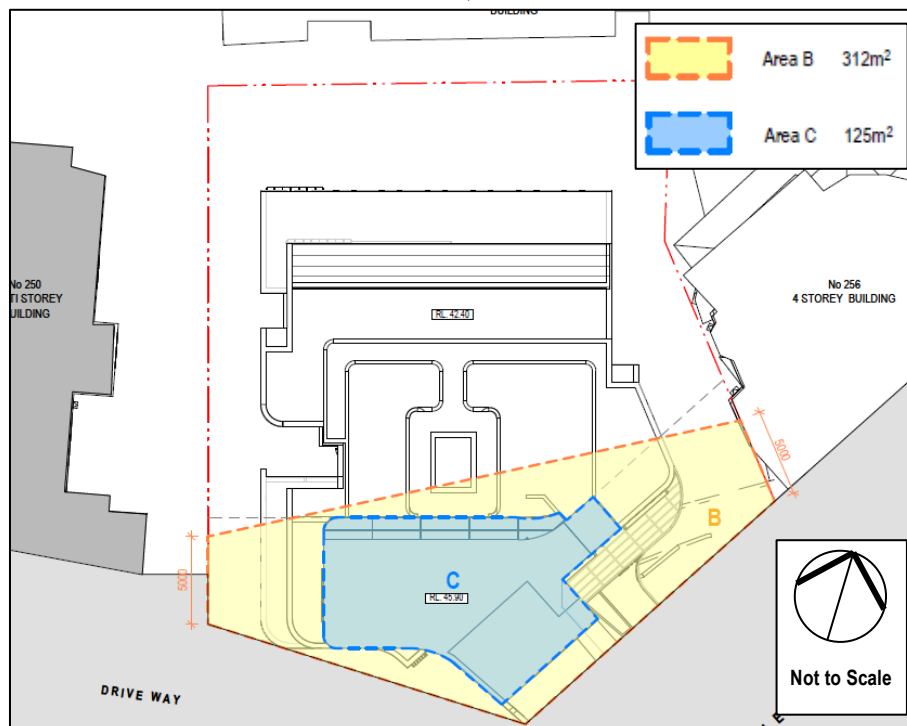 BUILDING
Area B 312m²
Area C 125m²
No 250
TI STOREY
UILDING
No 256
4 STOREY BUILDING
RL. 42.40
5000
B
5000
C
RL. 45.90
Not to Scale
DRIVE WAY
E